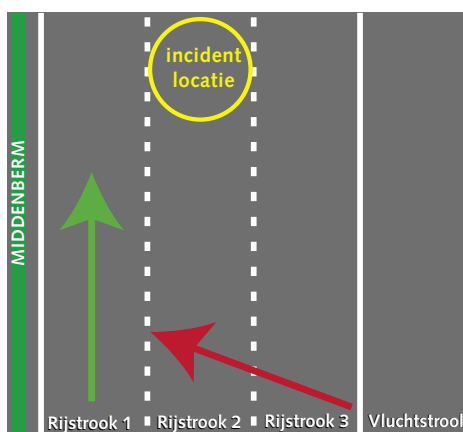 incident
locatie
MIDDENBERM
Rijstrook 1
Rijstrook 2
Rijstrook 3
Vluchtstrook